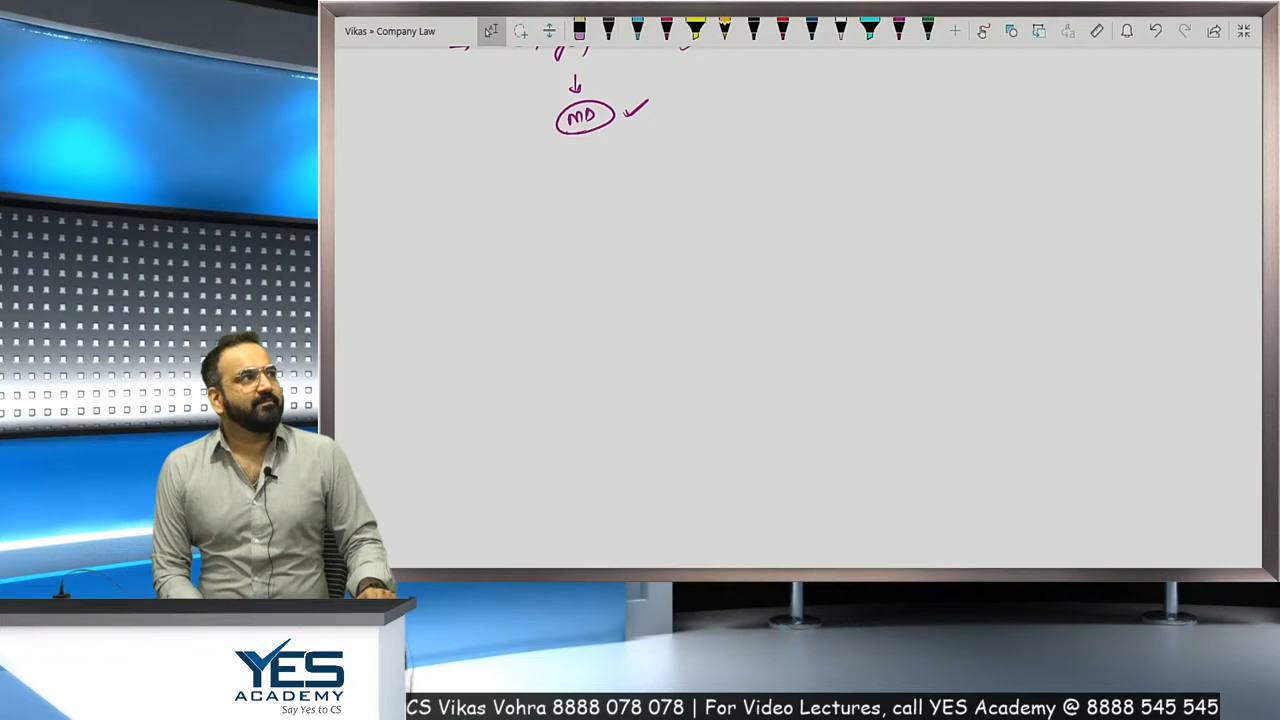 Vikas » Company Law
MD
YES
ACADEMY
Say Yes to CS
CS Vikas Vohra 8888 078 078 | For Video Lectures, call YES Academy @ 8888 545 545